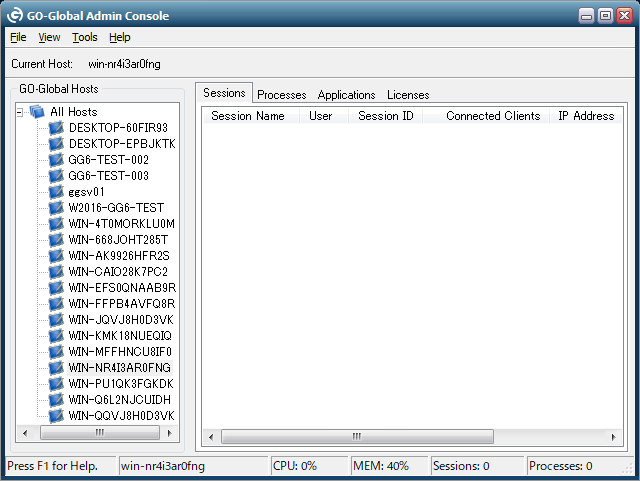 GO-Global Admin Console
File View Tools Help
Current Host: win-nr4i3ar0fng
GO-Global Hosts
All Hosts
DESKTOP-60FIR93
DESKTOP-EPBJKTK
GG6-TEST-002
GG6-TEST-003
ggsv01
W2016-GG6-TEST
WIN-4T0MORKLU0M
WIN-668JOHT285T
WIN-AK9926HFR2S
WIN-CAIO28K7PC2
WIN-EFS0QNAAB9R
WIN-FFPB4AVFQ8R
WIN-JQVJ8H0D3VK
WIN-KMK18NUEQIQ
WIN-MFFHNCU8IF0
WIN-NR4I3AR0FNG
WIN-PU1QK3FGKDK
WIN-Q6L2NJCUIDH
WIN-QQVJ8H0D3VK
Sessions Processes Applications Licenses
Session Name User Session ID Connected Clients IP Address
Press F1 for Help. win-nr4i3ar0fng CPU: 0% MEM: 40% Sessions: 0 Processes: 0